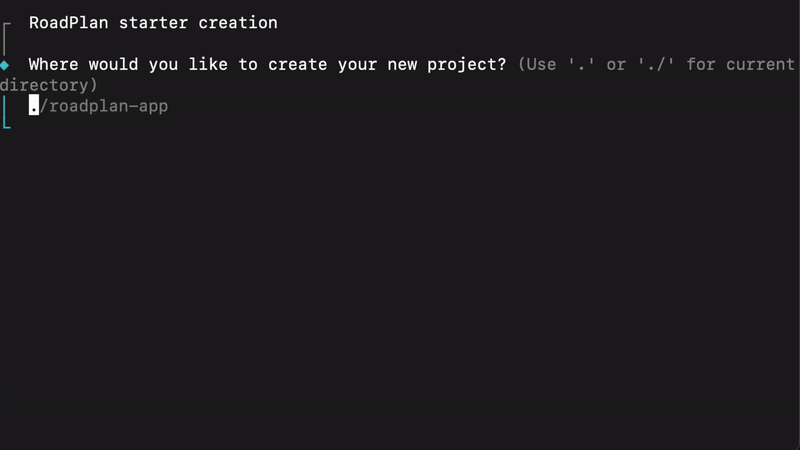 RoadPlan starter creation
Where would you like to create your new project? (Use '.' or './' for current
directory)
./roadplan-app